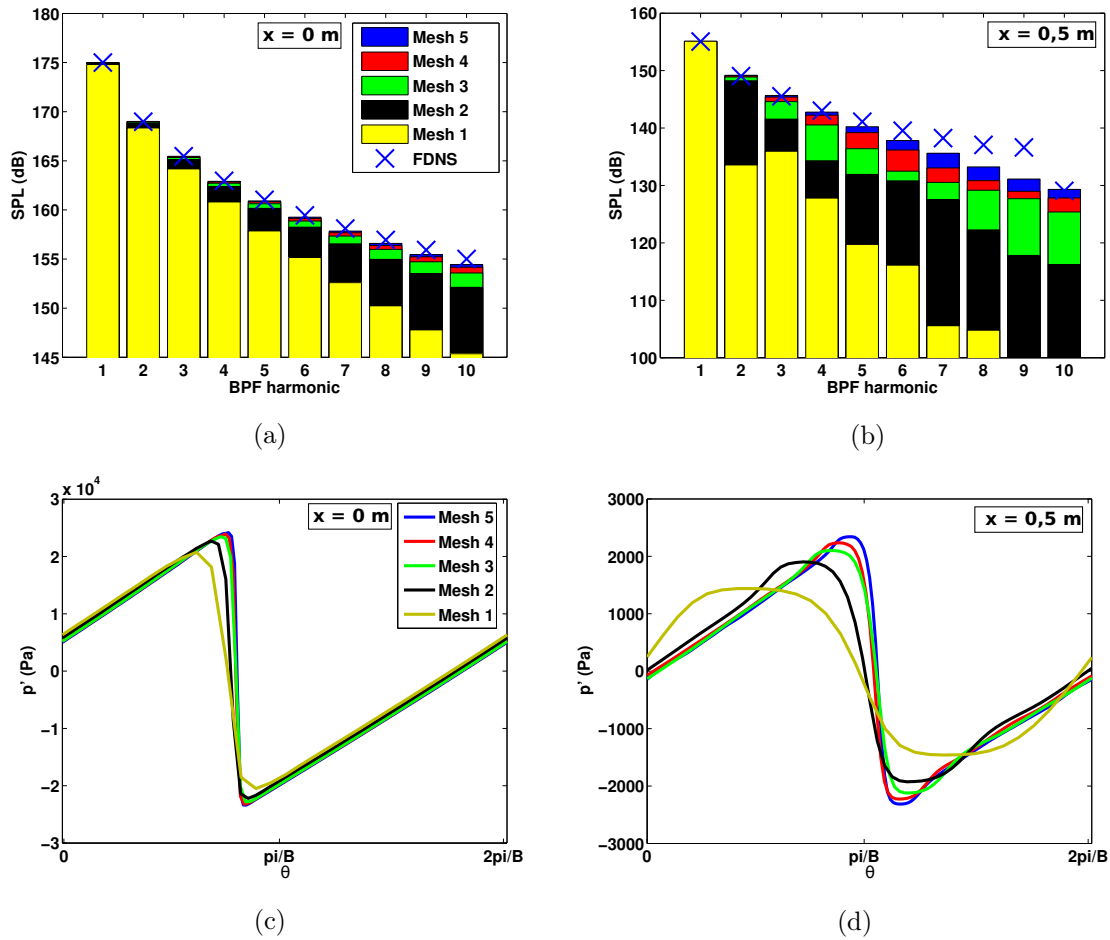 180
175
170
165
160
155
150
145
SPL (dB)
x = 0 m
Mesh 5
Mesh 4
Mesh 3
Mesh 2
Mesh 1
FDNS
1 2 3 4 5 6 7 8 9 10
BPF harmonic
(a)
160
150
140
130
120
110
100
SPL (dB)
x = 0,5 m
1 2 3 4 5 6 7 8 9 10
BPF harmonic
(b)
x 10^4
3
2
1
0
−1
−2
−3
p' (Pa)
x = 0 m
Mesh 5
Mesh 4
Mesh 3
Mesh 2
Mesh 1
0 pi/B 2pi/B
θ
(c)
3000
2000
1000
0
−1000
−2000
−3000
p' (Pa)
x = 0,5 m
0 pi/B 2pi/B
θ
(d)